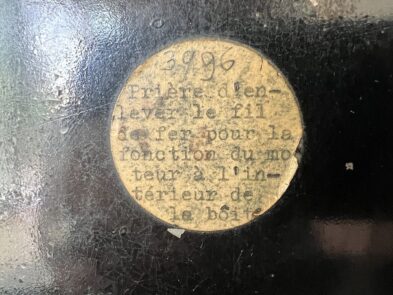 3996
Prière d'en-
lever le fil
de fer pour la
fonction du mo
teur à l'in-
térieur de
la boîte